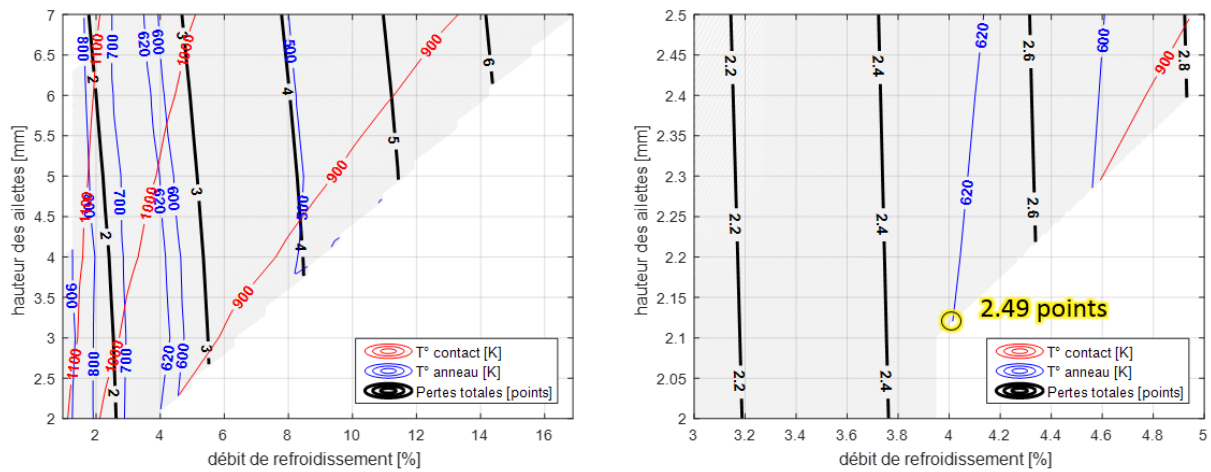 7
6.5
6
5.5
5
4.5
4
3.5
3
2.5
2
hauteur des ailettes [mm]
2 4 6 8 10 12 14 16
débit de refroidissement [%]
800 1100 700 620 600 1000 500 900
2 3 4 5 6
900
1100 700 1000 620 600 500
2 3 4
900 900
1100 800 1000 700 620 600
2 3
T° contact [K]
T° anneau [K]
Pertes totales [points]
2.5
2.45
2.4
2.35
2.3
2.25
2.2
2.15
2.1
2.05
2
hauteur des ailettes [mm]
3 3.2 3.4 3.6 3.8 4 4.2 4.4 4.6 4.8 5
débit de refroidissement [%]
2.2 2.4 620 2.6 600 900 2.8
2.2 2.4 620 2.6
2.49 points
2.2 2.4
T° contact [K]
T° anneau [K]
Pertes totales [points]